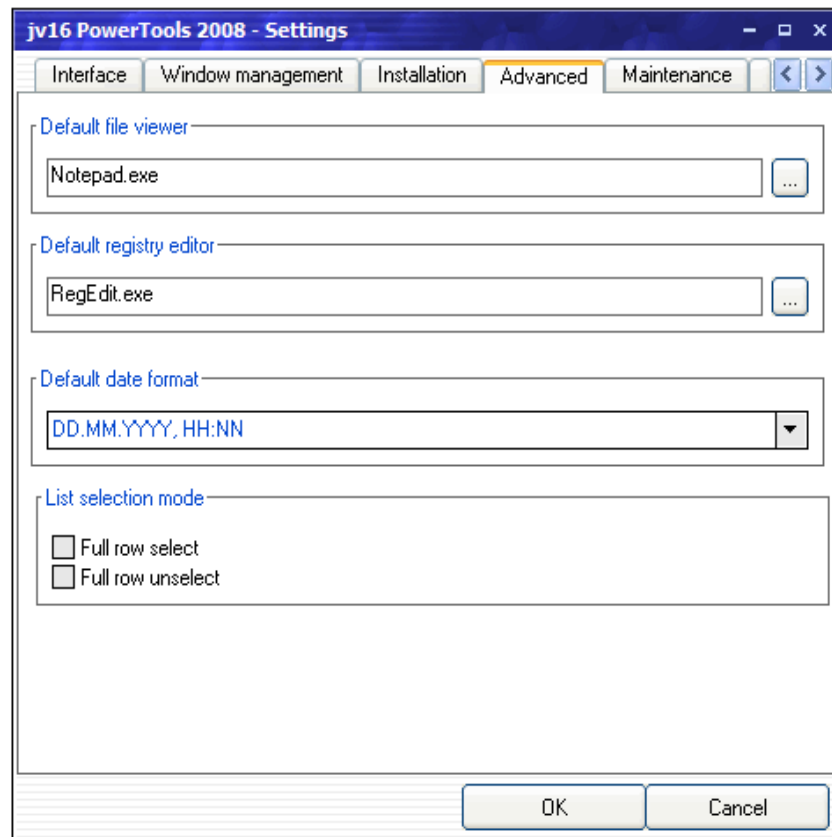 jv16 PowerTools 2008 - Settings
Interface Window management Installation Advanced Maintenance
Default file viewer
Notepad.exe ...
Default registry editor
RegEdit.exe ...
Default date format
DD.MM.YYYY, HH:NN
List selection mode
Full row select
Full row unselect
OK Cancel